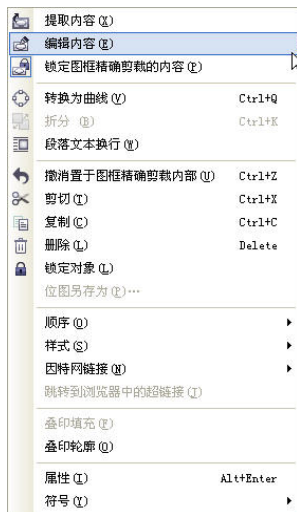 提取内容(X)
编辑内容(E)
锁定图框精确剪裁的内容(P)
转换为曲线(V) Ctrl+Q
折分 (B) Ctrl+K
段落文本换行(W)
撤消置于图框精确剪裁内部(U) Ctrl+Z
剪切(T) Ctrl+X
复制(C) Ctrl+C
删除(L) Delete
锁定对象(L)
位图另存为(P)…
顺序(O)
样式(S)
因特网链接(N)
跳转到浏览器中的超链接(J)
叠印填充(F)
叠印轮廓(O)
属性(I) Alt+Enter
符号(Y)